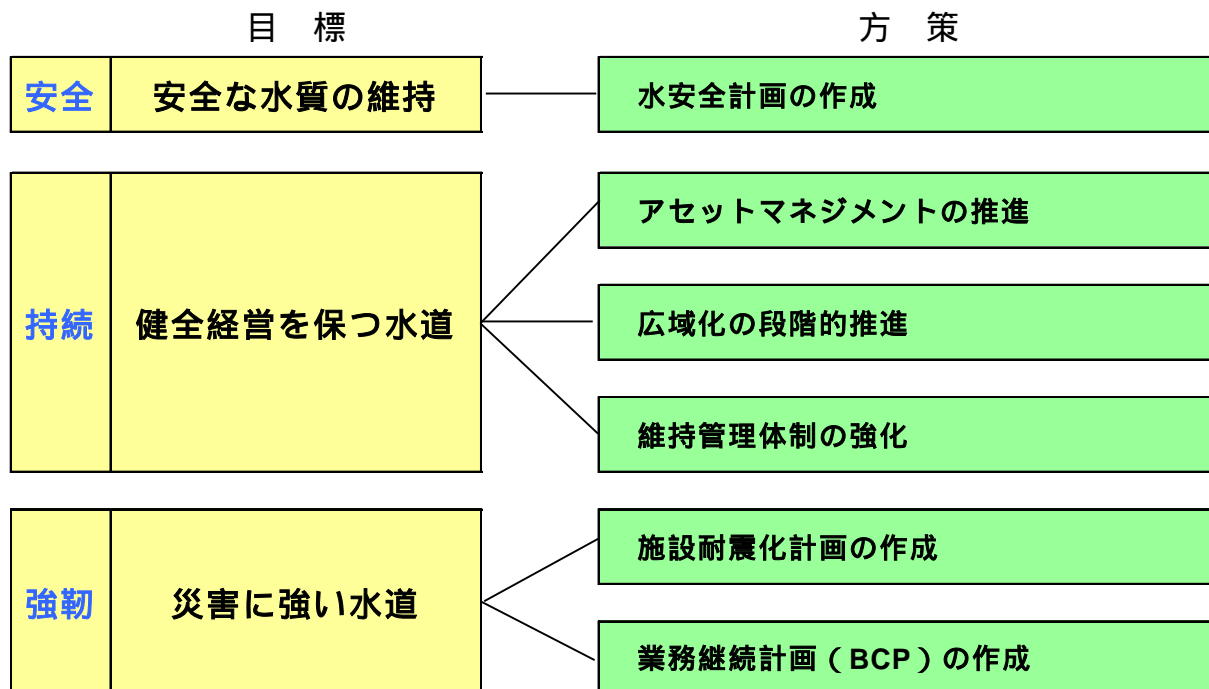 目　標
方　策
安全
安全な水質の維持
水安全計画の作成
持続
健全経営を保つ水道
アセットマネジメントの推進
広域化の段階的推進
維持管理体制の強化
強靭
災害に強い水道
施設耐震化計画の作成
業務継続計画（BCP）の作成